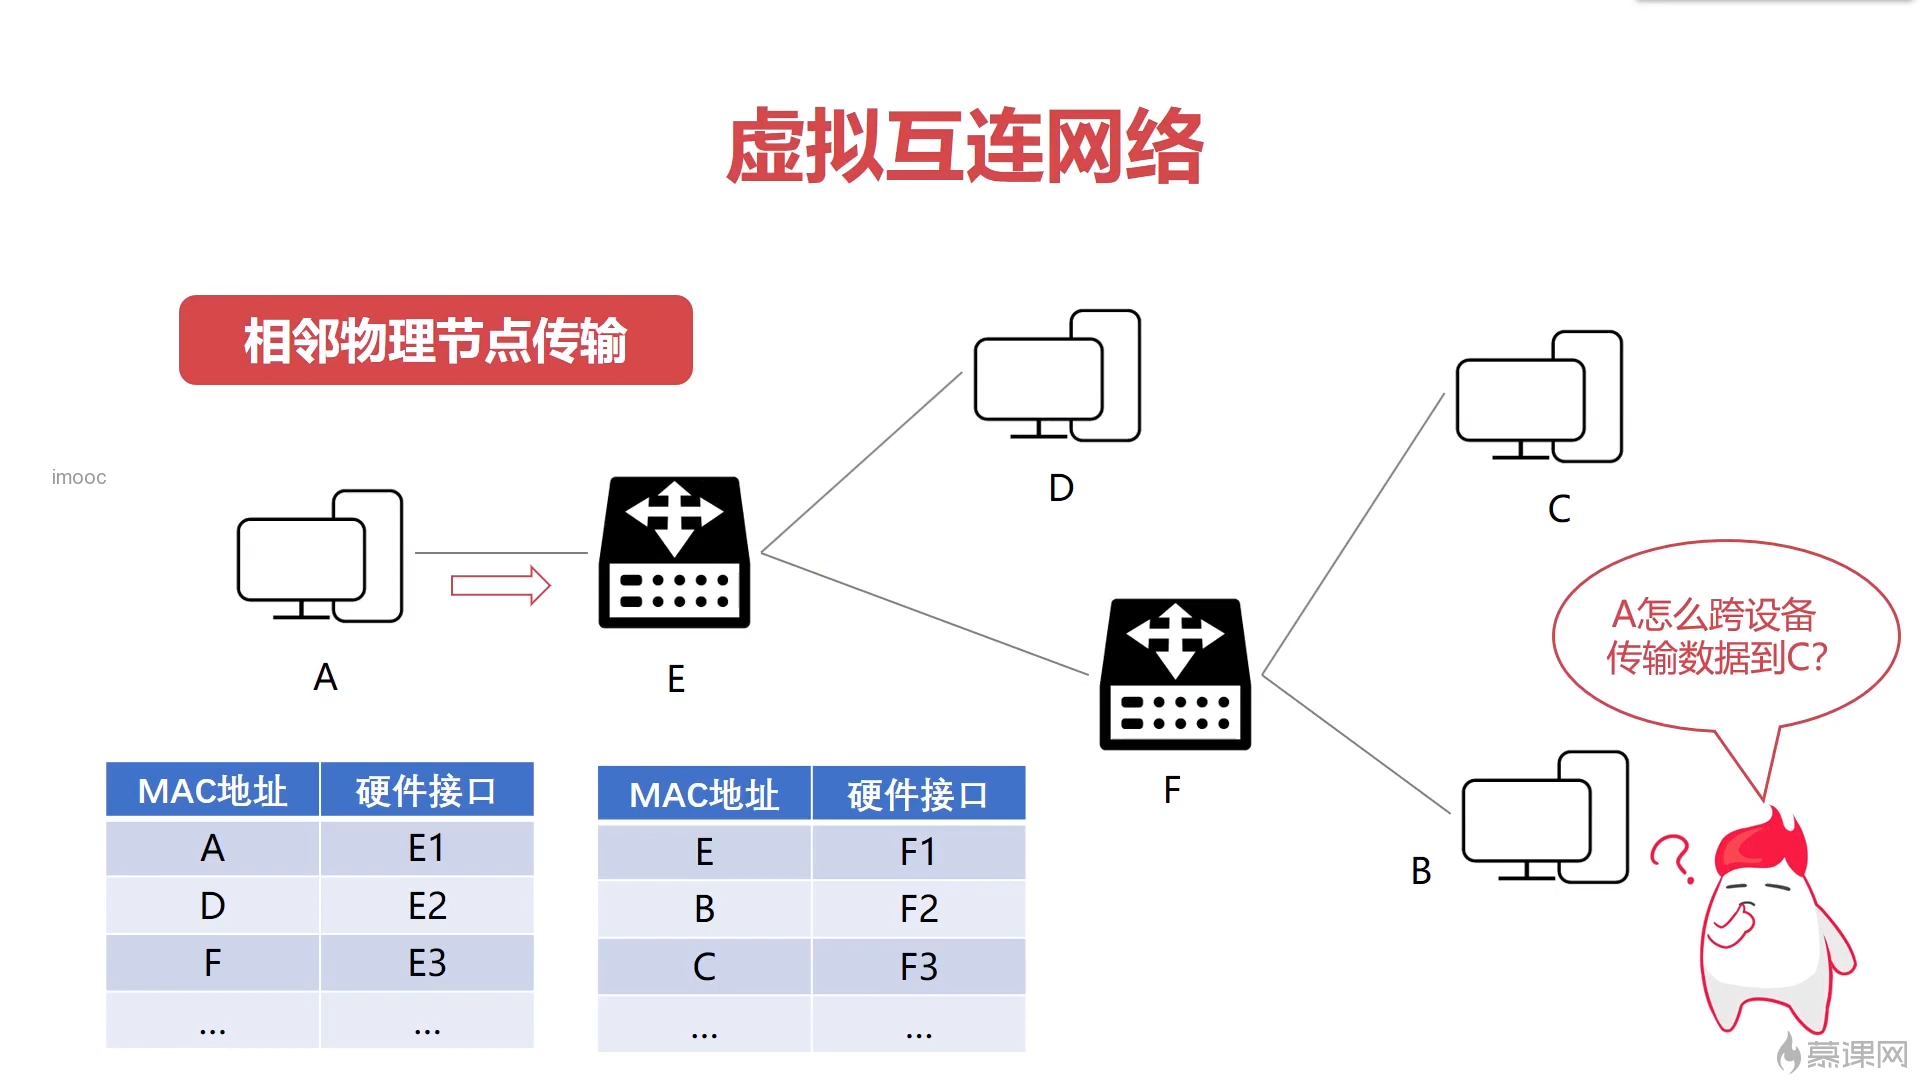 虚拟互连网络
相邻物理节点传输
imooc
A
E
D
F
C
B
A怎么跨设备
传输数据到C?
MAC地址 硬件接口
A E1
D E2
F E3
... ...
MAC地址 硬件接口
E F1
B F2
C F3
... ...
?
慕课网